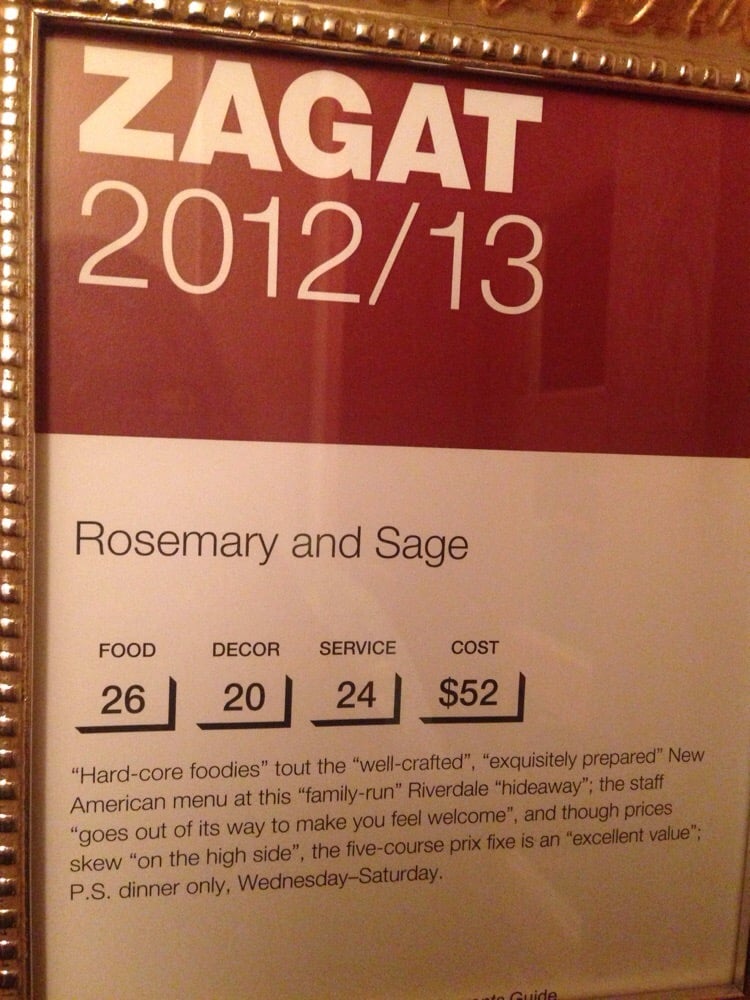 ZAGAT
2012/13
Rosemary and Sage
FOOD DECOR SERVICE COST
26 20 24 $52
“Hard-core foodies” tout the “well-crafted”, “exquisitely prepared” New
American menu at this “family-run” Riverdale “hideaway”; the staff
“goes out of its way to make you feel welcome”, and though prices
skew “on the high side”, the five-course prix fixe is an “excellent value”;
P.S. dinner only, Wednesday–Saturday.
Guide